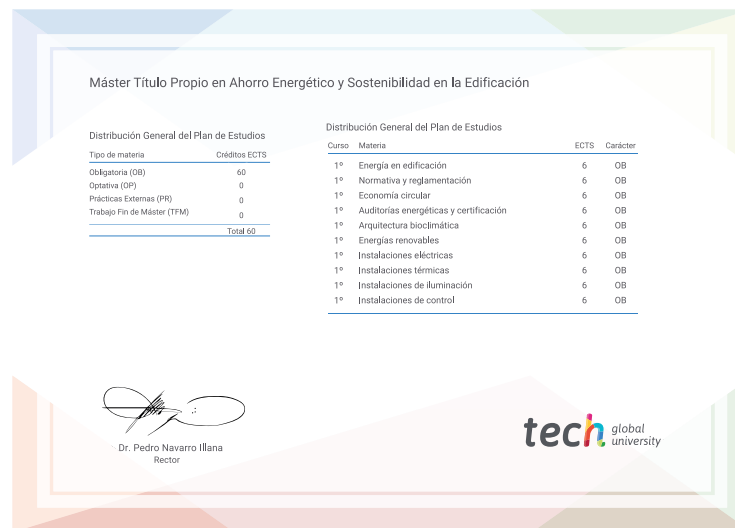 Máster Título Propio en Ahorro Energético y Sostenibilidad en la Edificación
Distribución General del Plan de Estudios
Tipo de materia Créditos ECTS
Obligatoria (OB) 60
Optativa (OP) 0
Prácticas Externas (PR) 0
Trabajo Fin de Máster (TFM) 0
Total 60
Distribución General del Plan de Estudios
Curso Materia ECTS Carácter
1º Energía en edificación 6 OB
1º Normativa y reglamentación 6 OB
1º Economía circular 6 OB
1º Auditorías energéticas y certificación 6 OB
1º Arquitectura bioclimática 6 OB
1º Energías renovables 6 OB
1º Instalaciones eléctricas 6 OB
1º Instalaciones térmicas 6 OB
1º Instalaciones de iluminación 6 OB
1º Instalaciones de control 6 OB
Dr. Pedro Navarro Illana
Rector
tech global
university